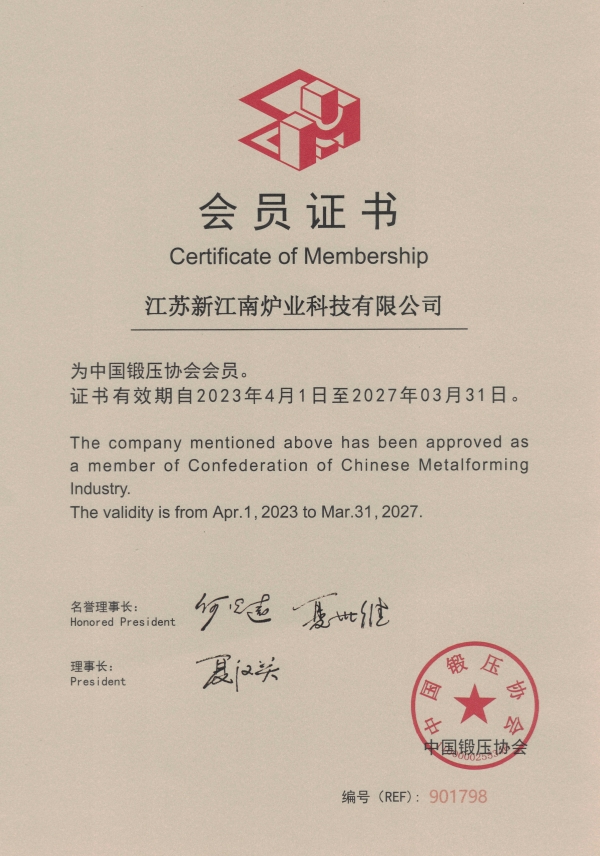 会员证书
Certificate of Membership
江苏新江南炉业科技有限公司
为中国锻压协会会员。
证书有效期自2023年4月1日至2027年03月31日。
The company mentioned above has been approved as
a member of Confederation of Chinese Metalforming
Industry.
The validity is from Apr.1, 2023 to Mar.31, 2027.
名誉理事长：
Honored President
理事长：
President
中国锻压协会
中国锻压协会
编号（REF）：901798